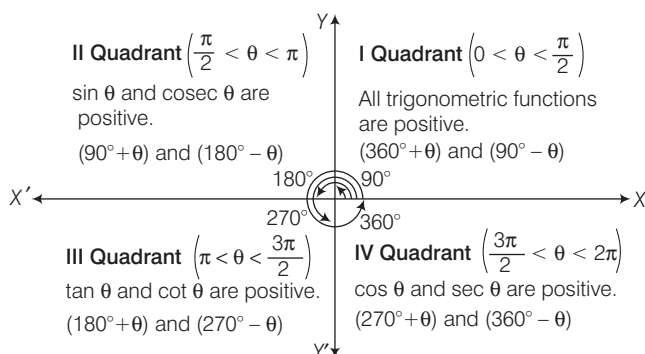 Y
II Quadrant (π/2 < θ < π)
sin θ and cosec θ are
positive.
(90°+θ) and (180° – θ)
I Quadrant (0 < θ < π/2)
All trigonometric functions
are positive.
(360°+θ) and (90° – θ)
180°
90°
X′
X
270°
360°
III Quadrant (π < θ < 3π/2)
tan θ and cot θ are positive.
(180°+θ) and (270° – θ)
IV Quadrant (3π/2 < θ < 2π)
cos θ and sec θ are positive.
(270°+θ) and (360° – θ)
Y′